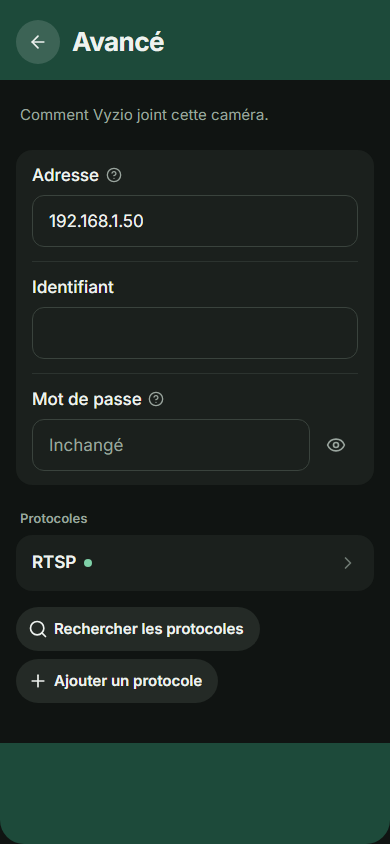 Avancé
Comment Vyzio joint cette caméra.
Adresse
192.168.1.50
Identifiant
Mot de passe
Inchangé
Protocoles
RTSP
Rechercher les protocoles
Ajouter un protocole